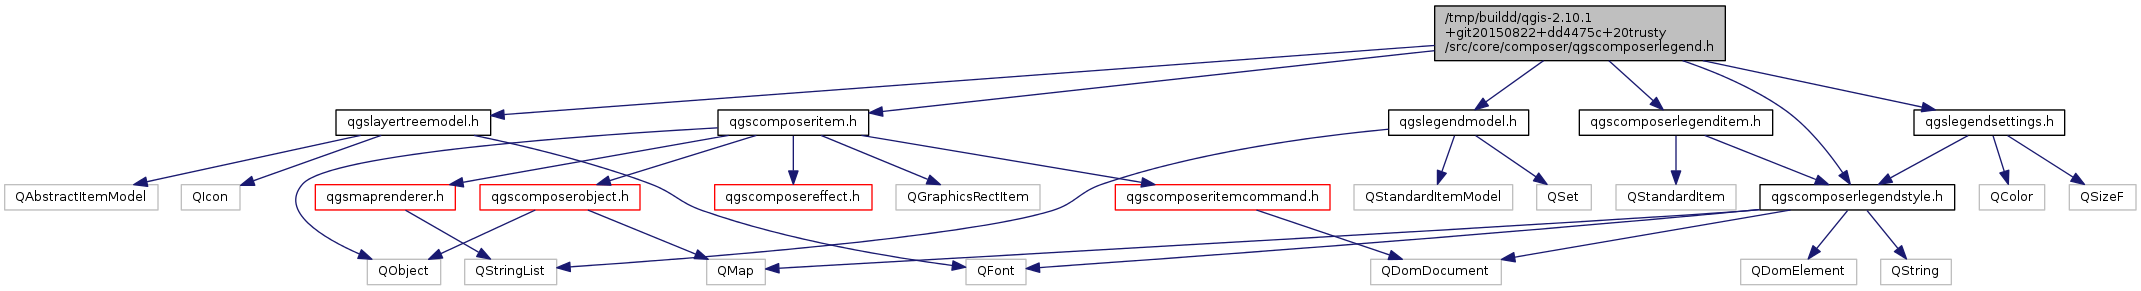 /tmp/buildd/qgis-2.10.1
+git20150822+dd4475c+20trusty
/src/core/composer/qgscomposerlegend.h
qgslayertreemodel.h
qgscomposeritem.h
qgslegendmodel.h
qgscomposerlegenditem.h
qgslegendsettings.h
QAbstractItemModel
QIcon
qgsmaprenderer.h
qgscomposerobject.h
qgscomposereffect.h
QGraphicsRectItem
qgscomposeritemcommand.h
QStandardItemModel
QSet
QStandardItem
qgscomposerlegendstyle.h
QColor
QSizeF
QObject
QStringList
QMap
QFont
QDomDocument
QDomElement
QString